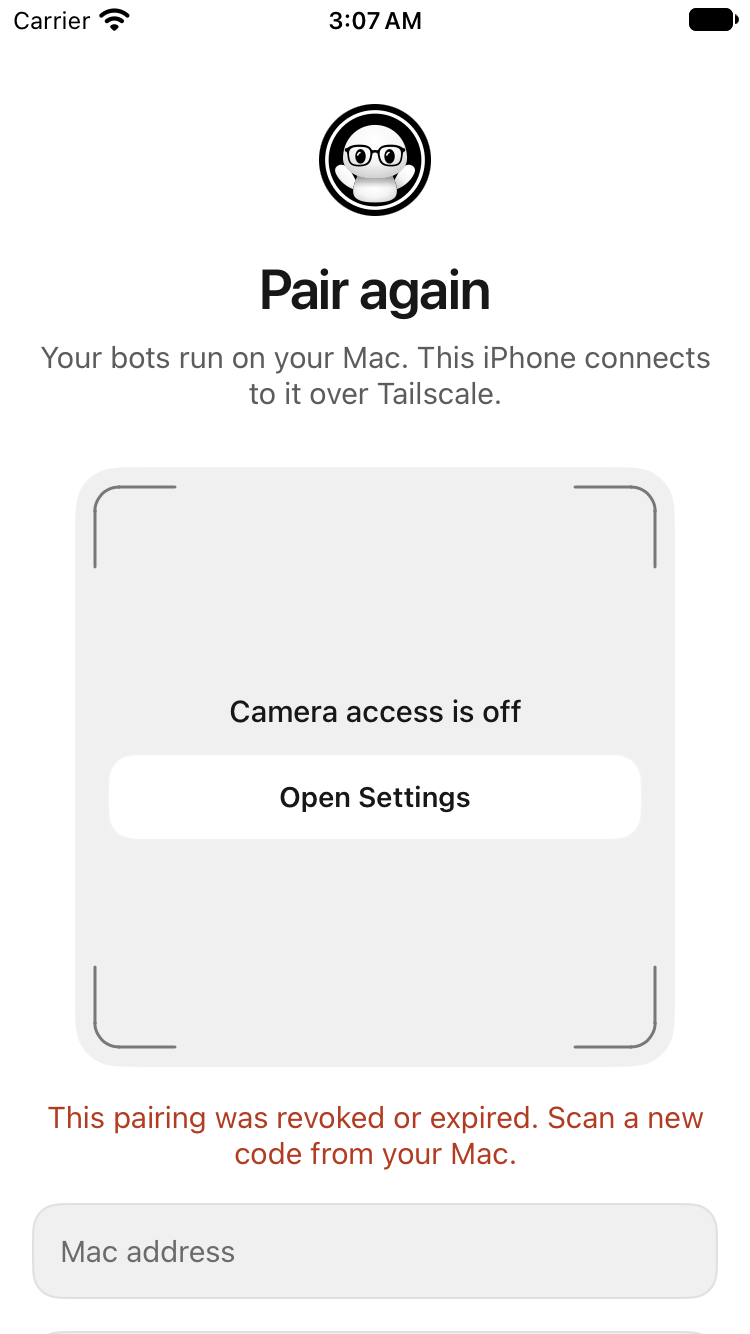 Carrier
3:07 AM
Pair again
Your bots run on your Mac. This iPhone connects
to it over Tailscale.
Camera access is off
Open Settings
This pairing was revoked or expired. Scan a new
code from your Mac.
Mac address